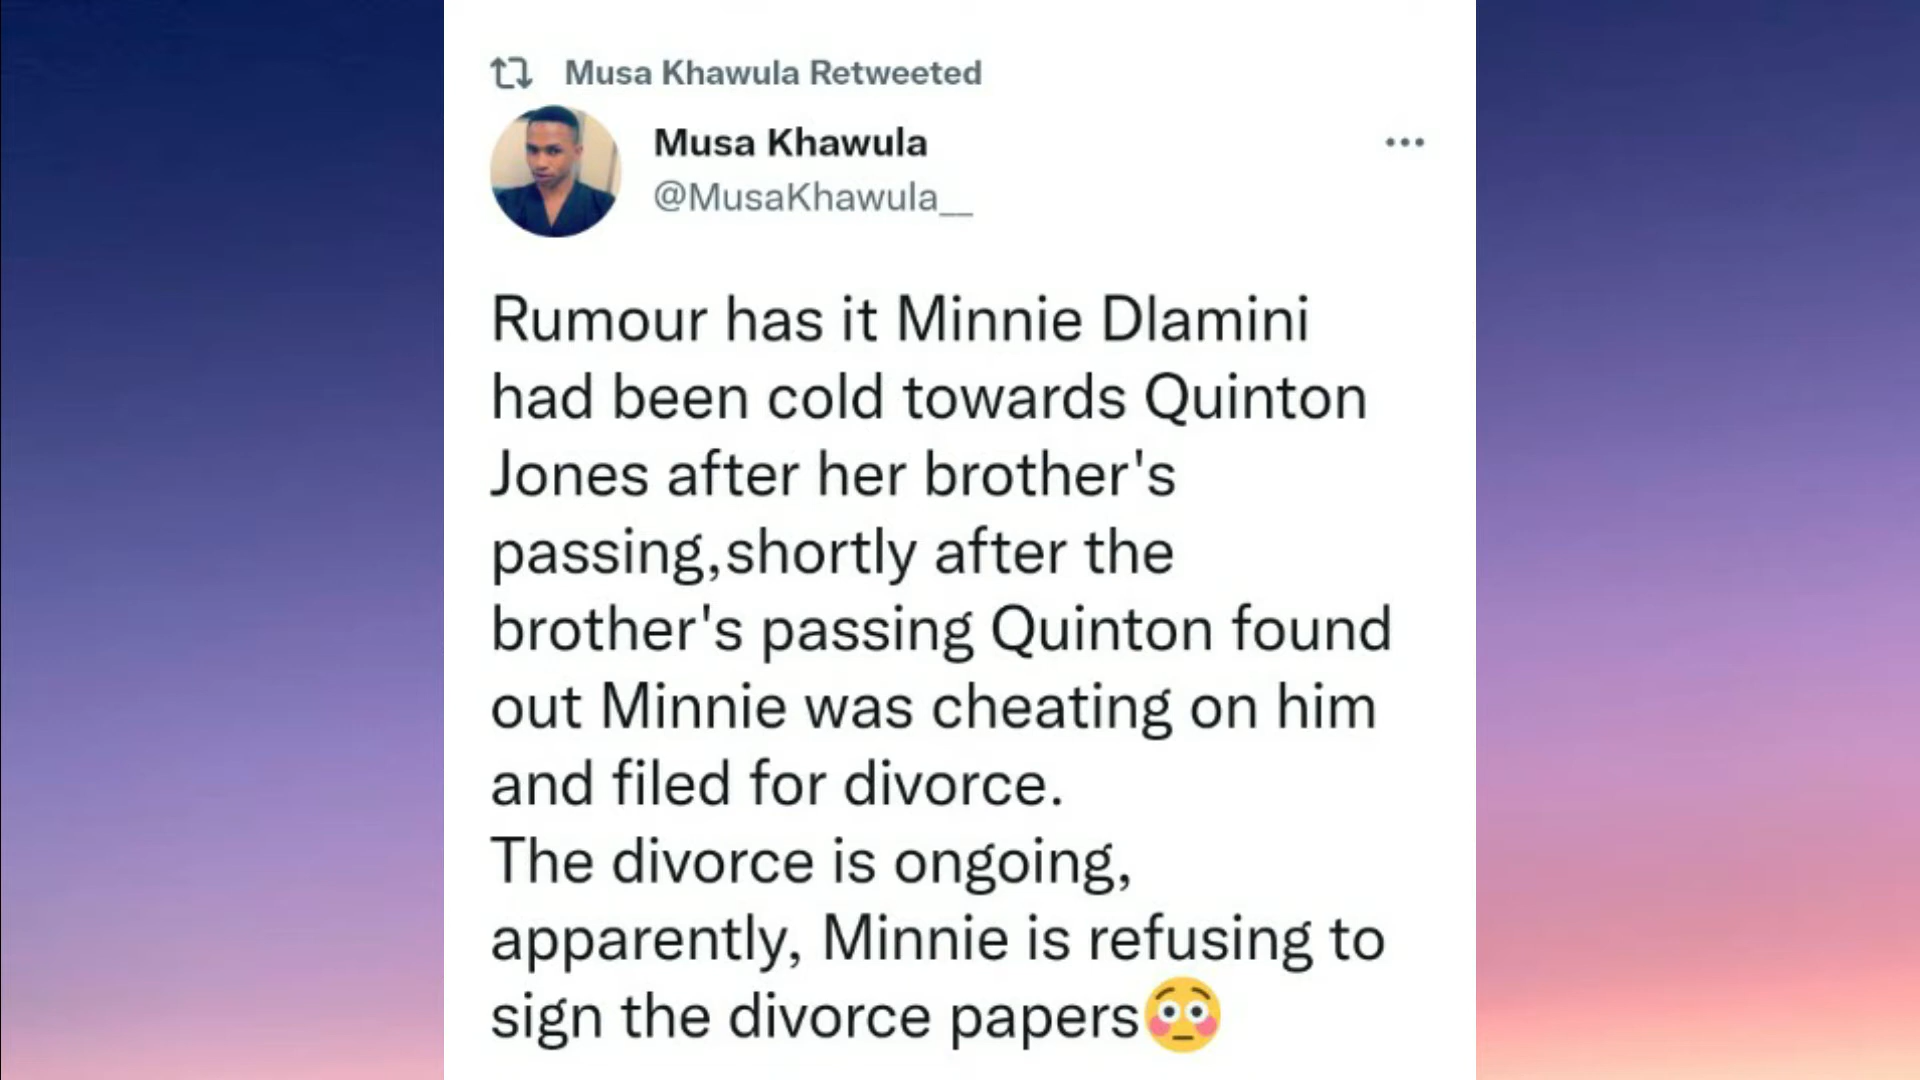 Musa Khawula Retweeted
Musa Khawula
@MusaKhawula__
Rumour has it Minnie Dlamini
had been cold towards Quinton
Jones after her brother's
passing,shortly after the
brother's passing Quinton found
out Minnie was cheating on him
and filed for divorce.
The divorce is ongoing,
apparently, Minnie is refusing to
sign the divorce papers😳